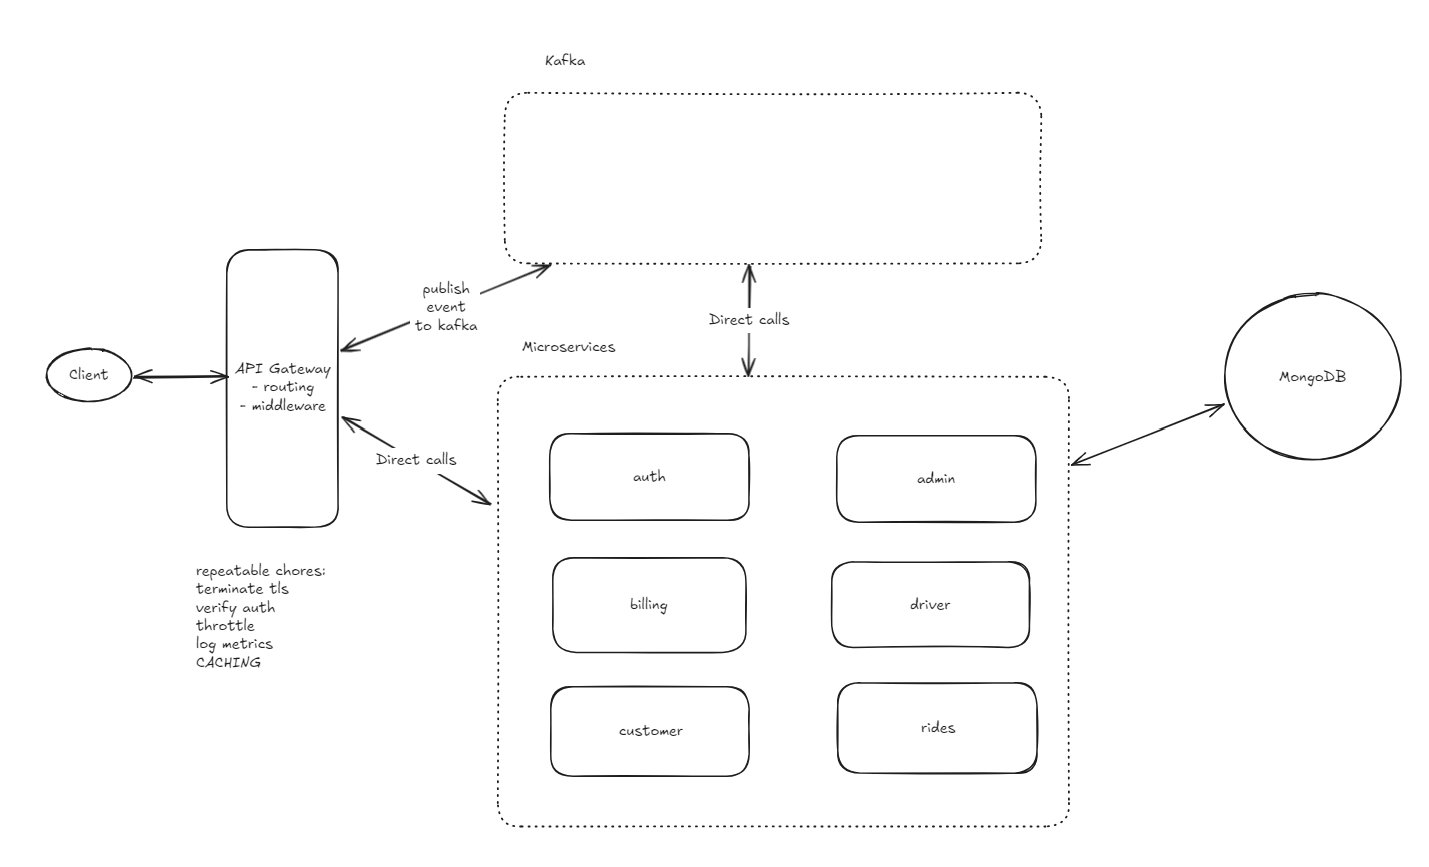 Kafka
publish
event
to kafka
Direct calls
Microservices
Client
API Gateway
- routing
- middleware
MongoDB
Direct calls
auth
admin
repeatable chores:
terminate tls
verify auth
throttle
log metrics
CACHING
billing
driver
customer
rides